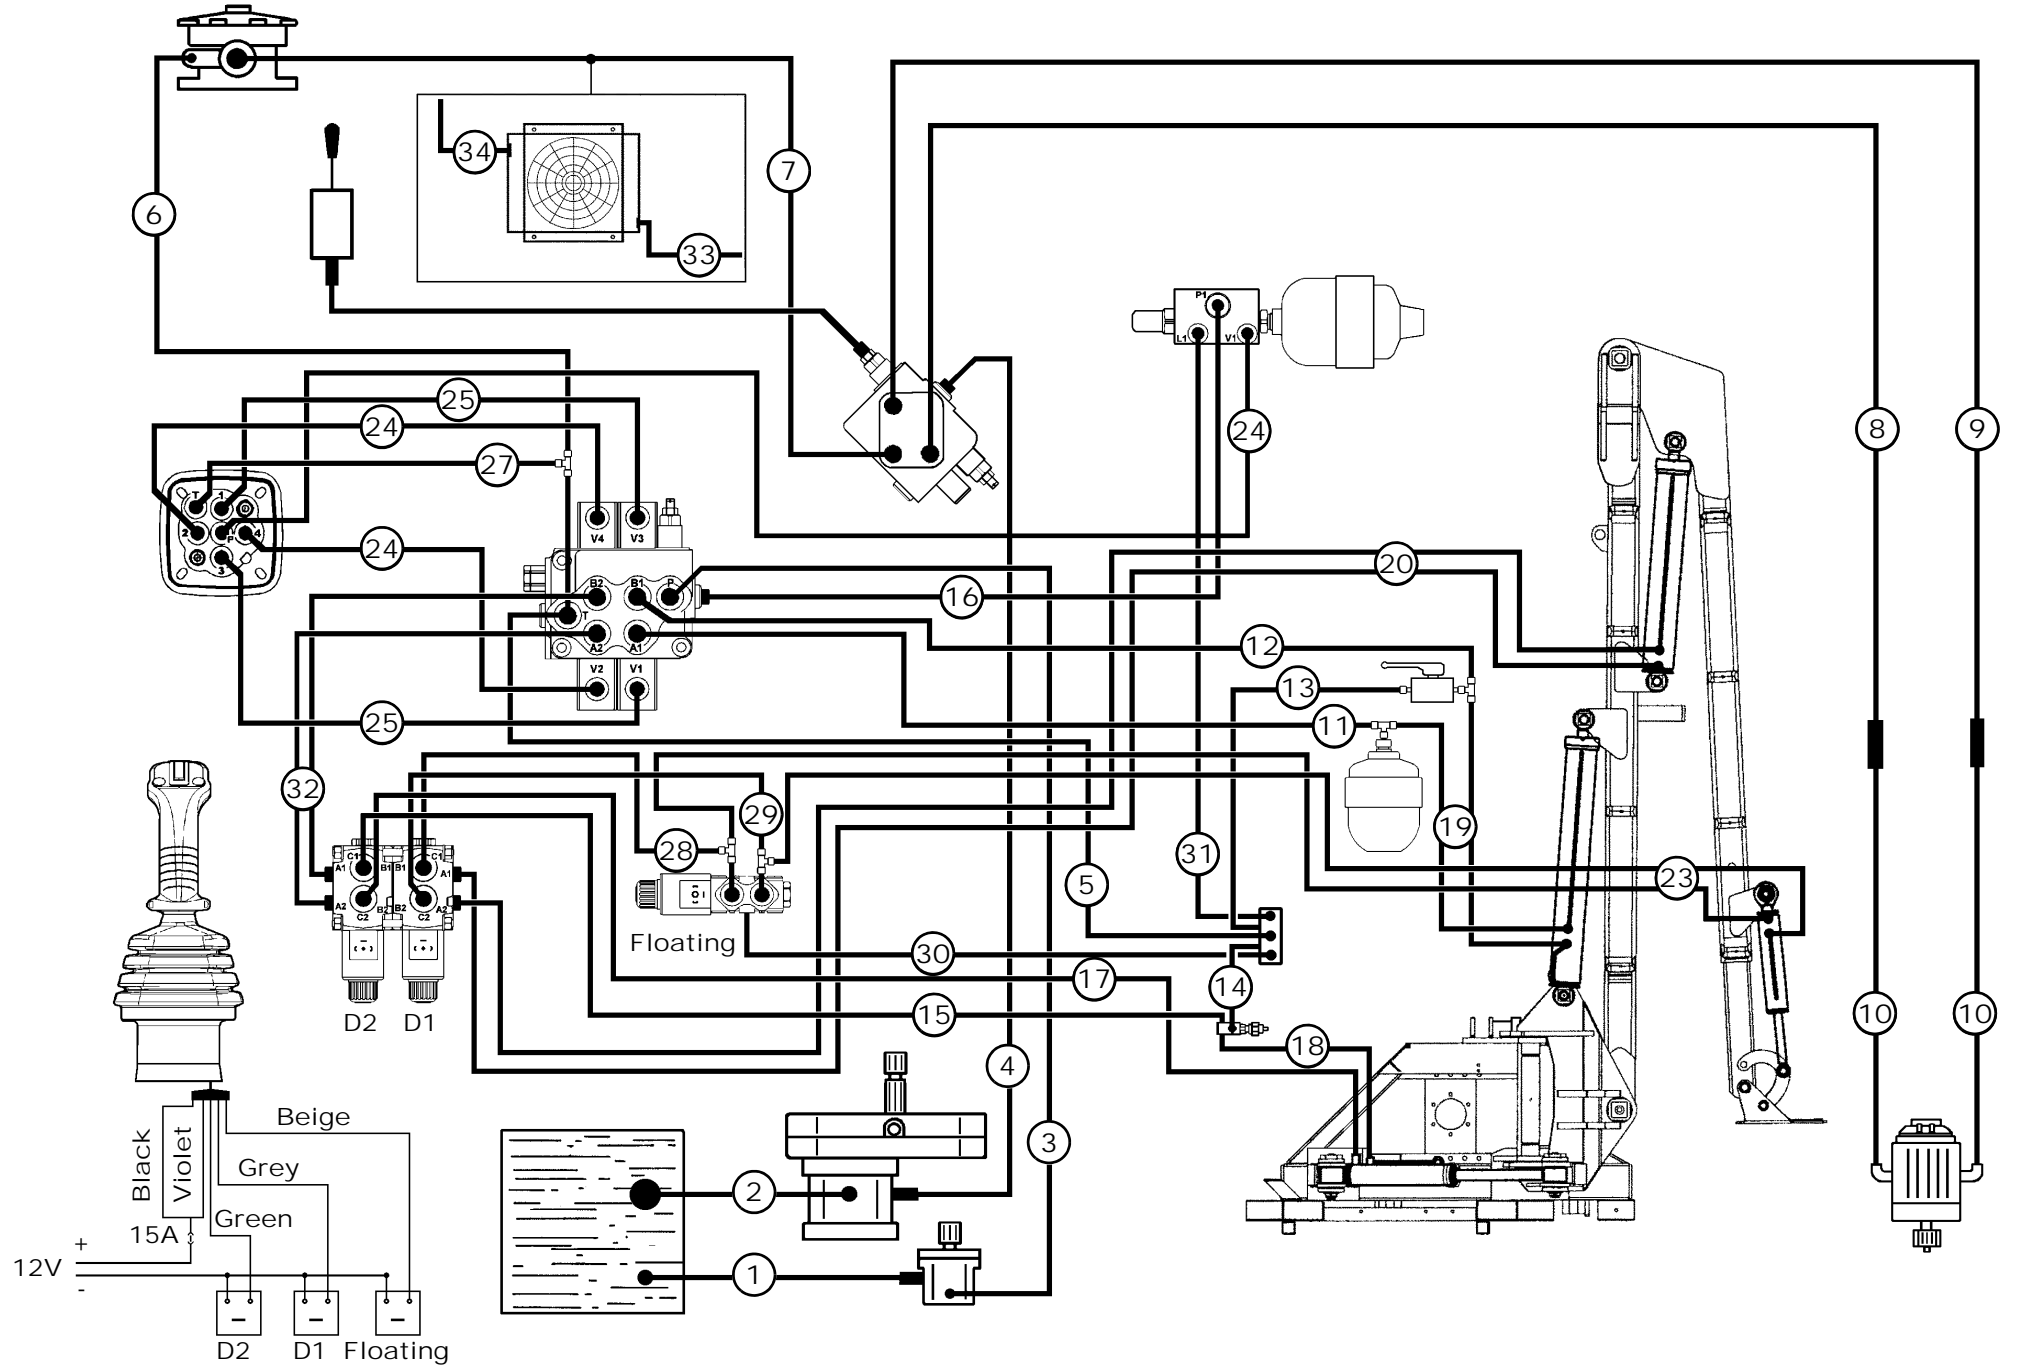 34
7
6
33
P1
L1
V1
25
24
24
8
9
27
T
1
2
P
4
3
24
V4
V3
B2
B1
P
T
A2
A1
V2
V1
16
20
12
13
11
25
32
29
19
28
31
5
23
C1
B1
B1
C1
A1
A1
A2
C2
B2
B2
C2
A2
Floating
30
17
14
15
18
10
10
D2
D1
4
3
2
1
Black
Violet
Beige
Grey
Green
15A
+
12V
-
D2
D1
Floating